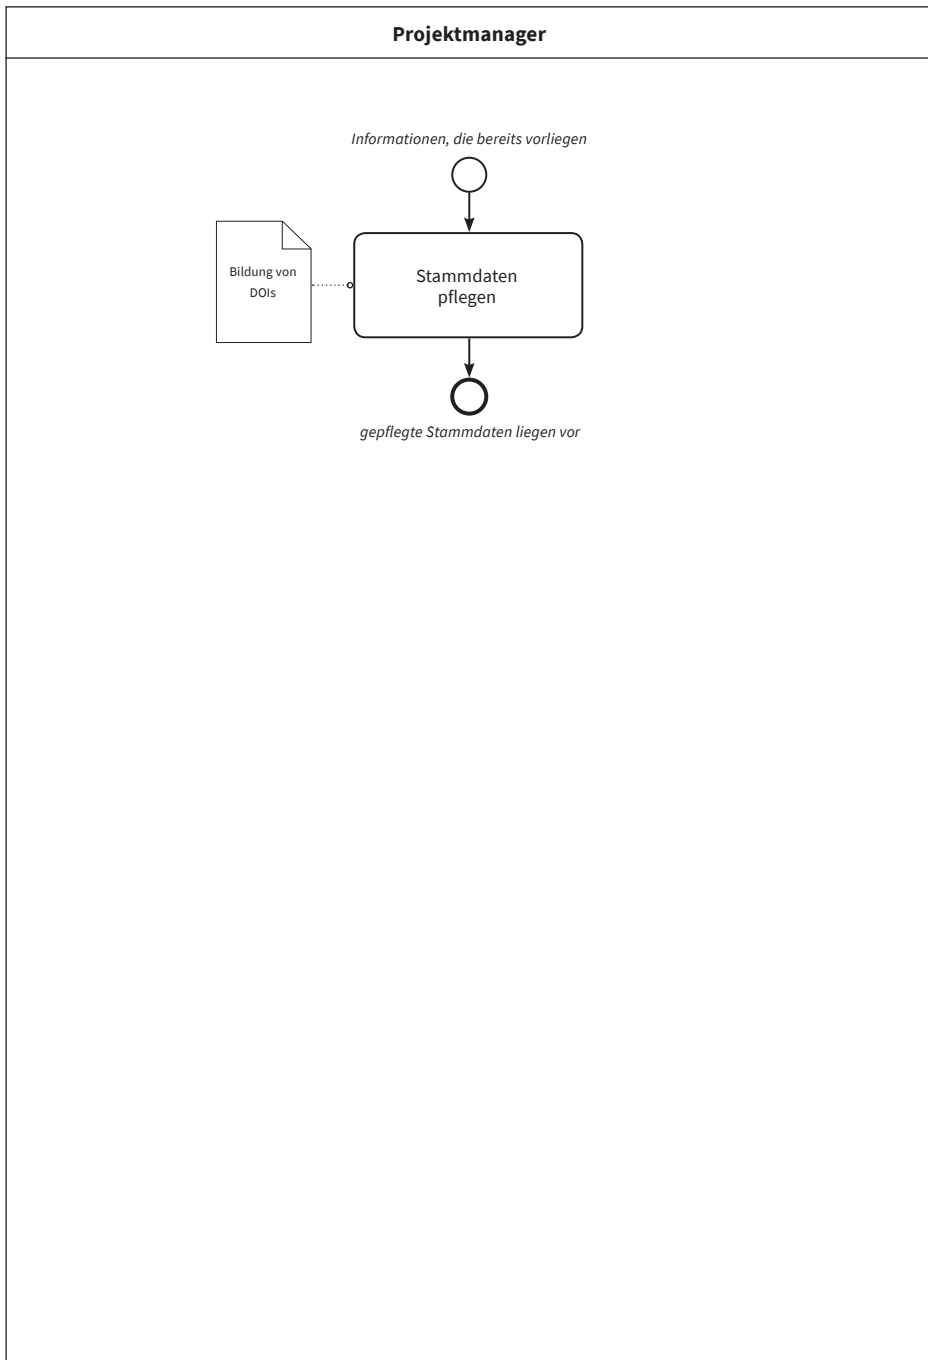 Projektmanager
Informationen, die bereits vorliegen
Bildung von
DOIs
Stammdaten
pflegen
gepflegte Stammdaten liegen vor